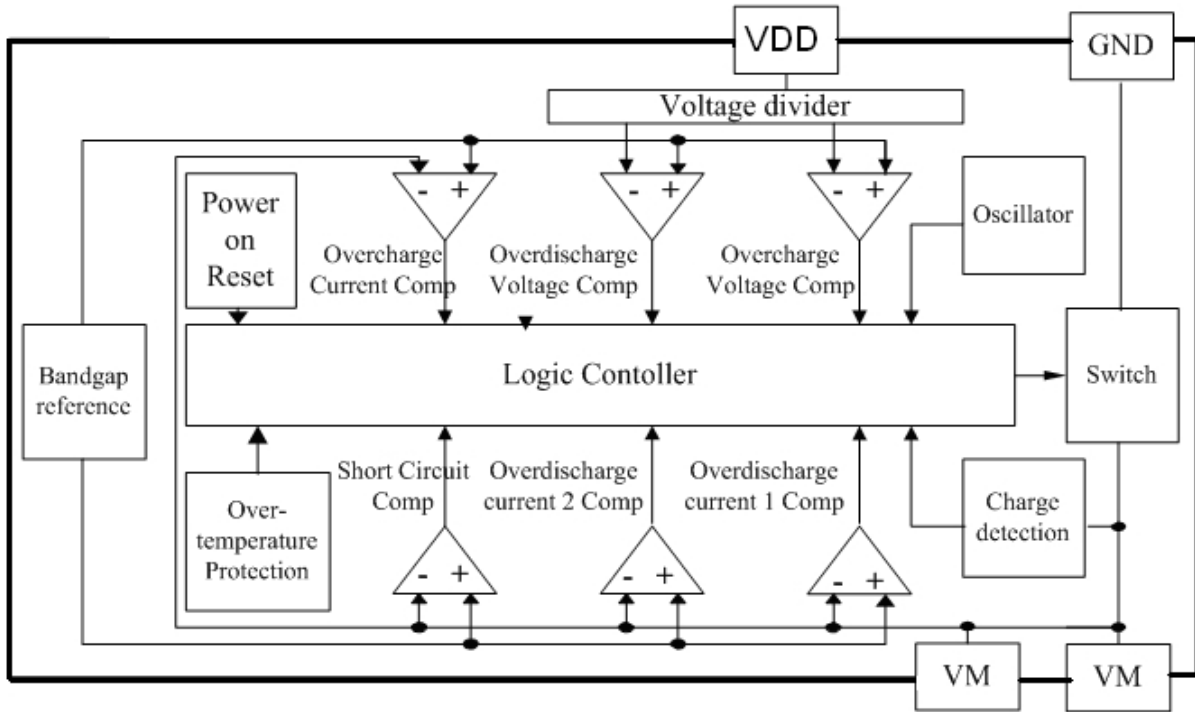 VDD
GND
Voltage divider
- +
- +
- +
Power
on
Reset
Oscillator
Overcharge
Current Comp
Overdischarge
Voltage Comp
Overcharge
Voltage Comp
Bandgap
reference
Logic Contoller
Switch
Short Circuit
Comp
Overdischarge
current 2 Comp
Overdischarge
current 1 Comp
Over-
temperature
Protection
Charge
detection
- +
- +
- +
VM
VM